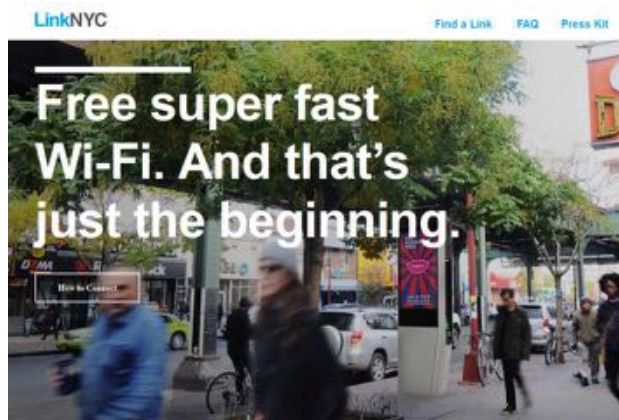 LinkNYC
Find a Link FAQ Press Kit
Free super fast
Wi-Fi. And that's
just the beginning.
How to Connect